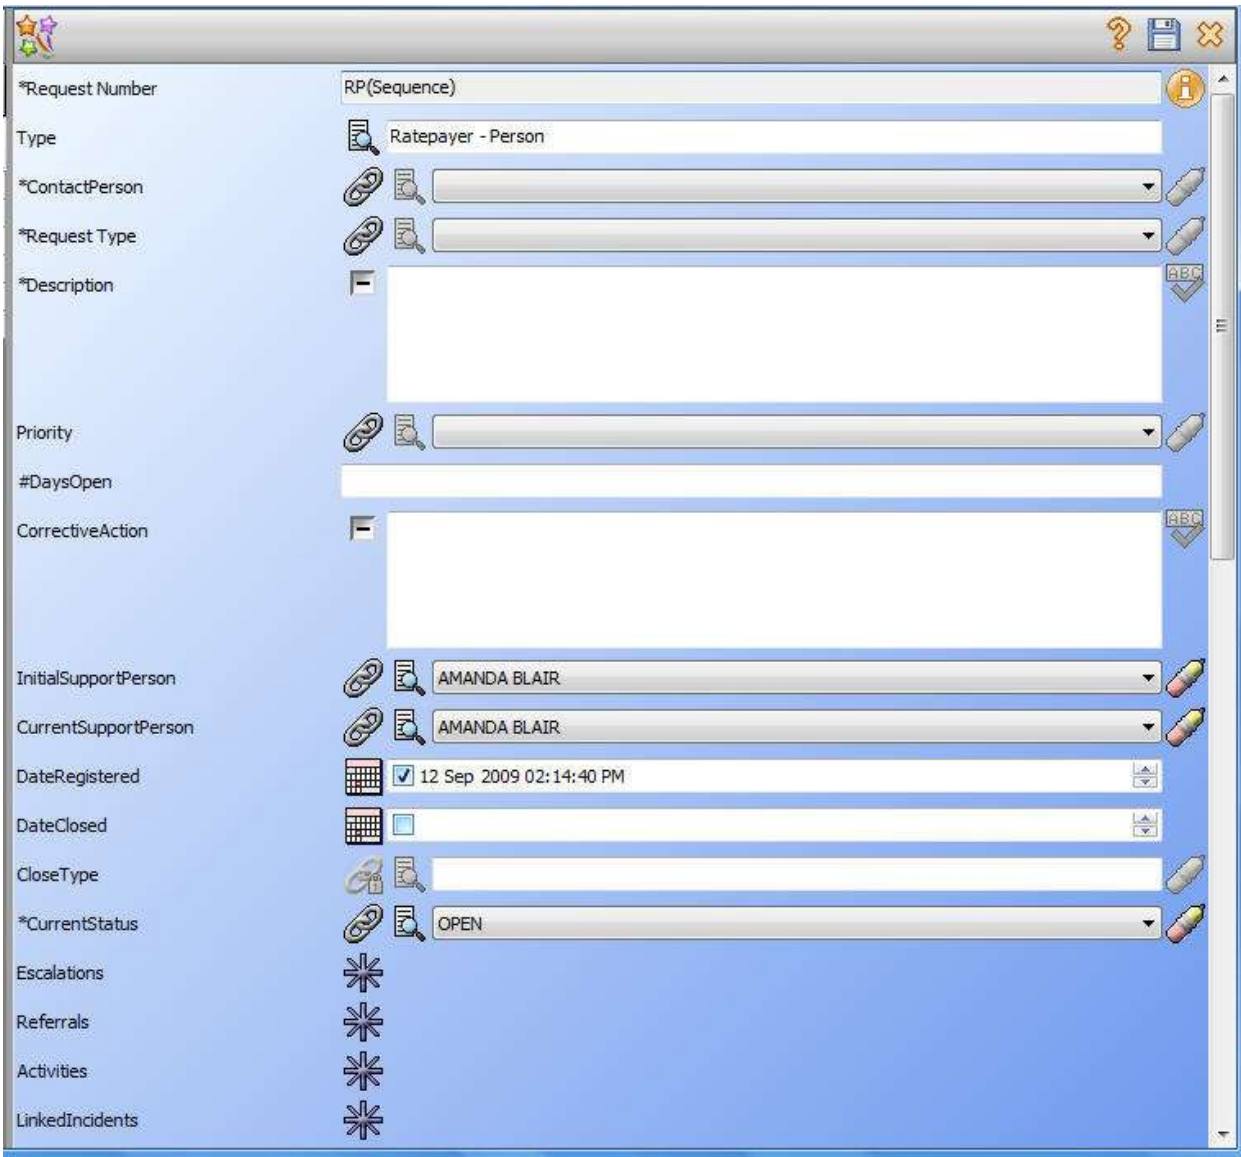 *Request Number RP(Sequence)
Type Ratepayer - Person
*ContactPerson
*Request Type
*Description
ABC
Priority
#DaysOpen
CorrectiveAction
ABC
InitialSupportPerson AMANDA BLAIR
CurrentSupportPerson AMANDA BLAIR
DateRegistered 12 Sep 2009 02:14:40 PM
DateClosed
CloseType
*CurrentStatus OPEN
Escalations
Referrals
Activities
LinkedIncidents